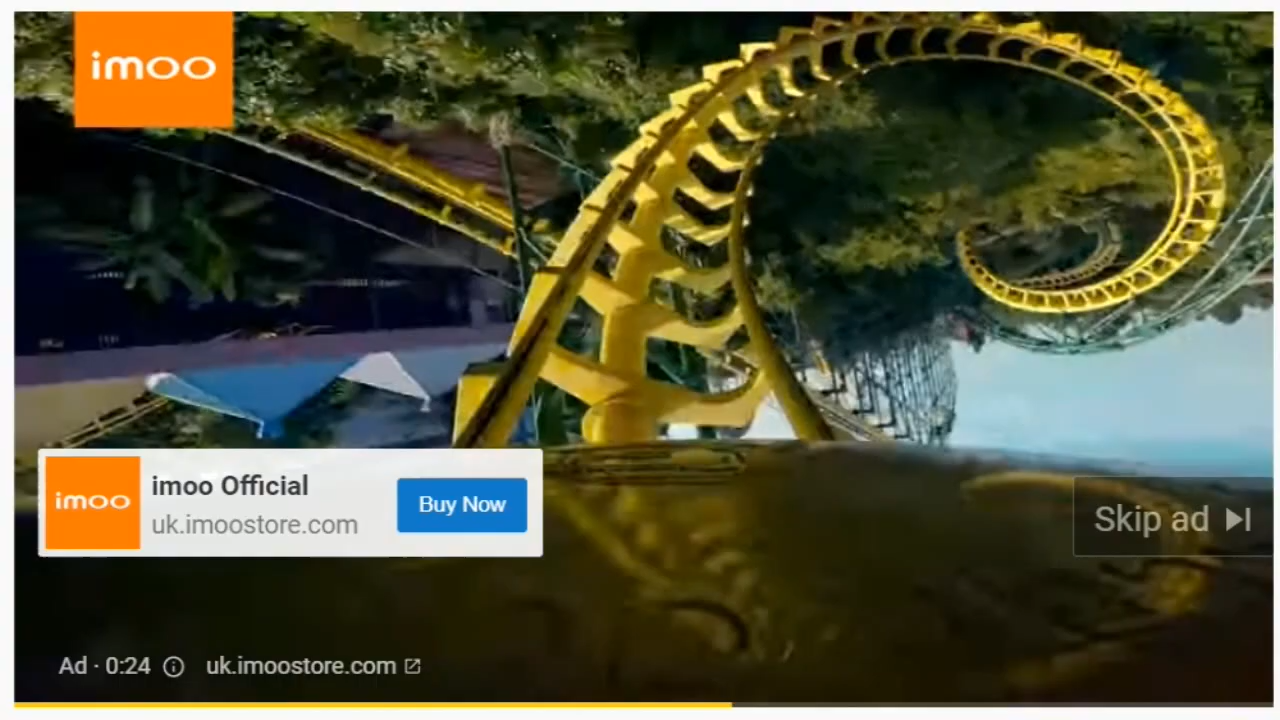 imoo
imoo
imoo Official
uk.imoostore.com
Buy Now
Skip ad
Ad · 0:24
uk.imoostore.com